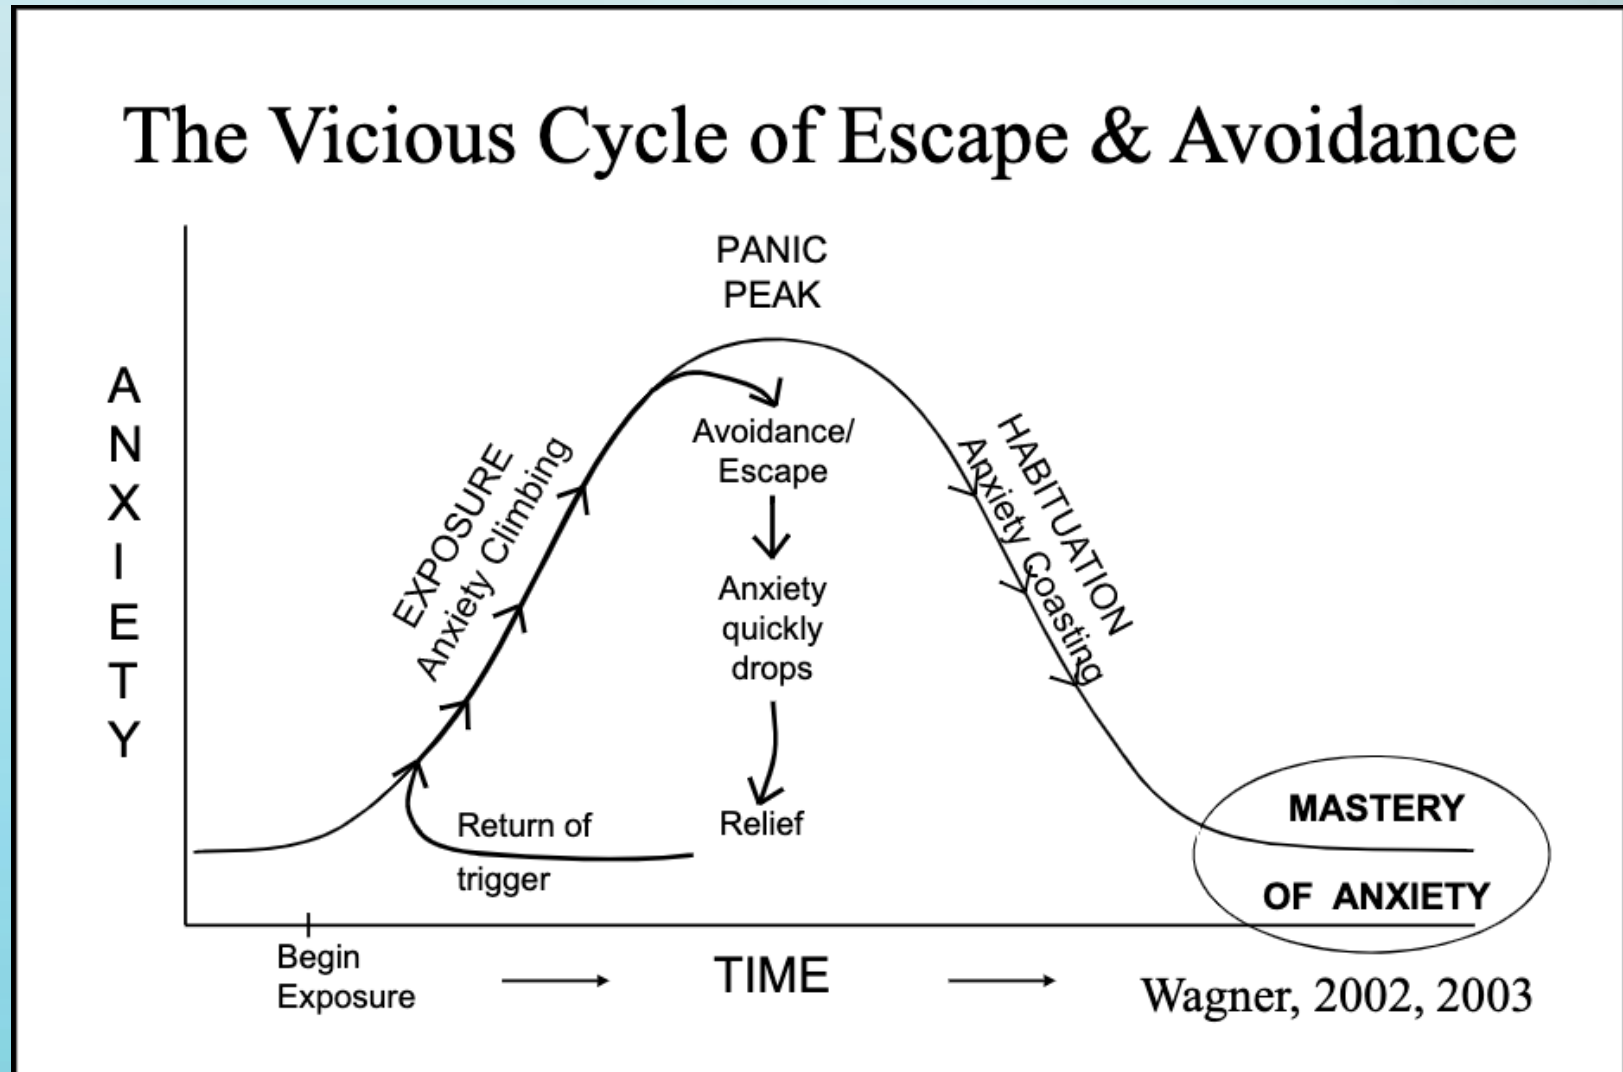 The Vicious Cycle of Escape & Avoidance
PANIC
PEAK
ANXIETY
EXPOSURE
Anxiety Climbing
Avoidance/
Escape
Anxiety
quickly
drops
Relief
Return of
trigger
HABITUATION
Anxiety Coasting
MASTERY
OF ANXIETY
Begin
Exposure
TIME
Wagner, 2002, 2003